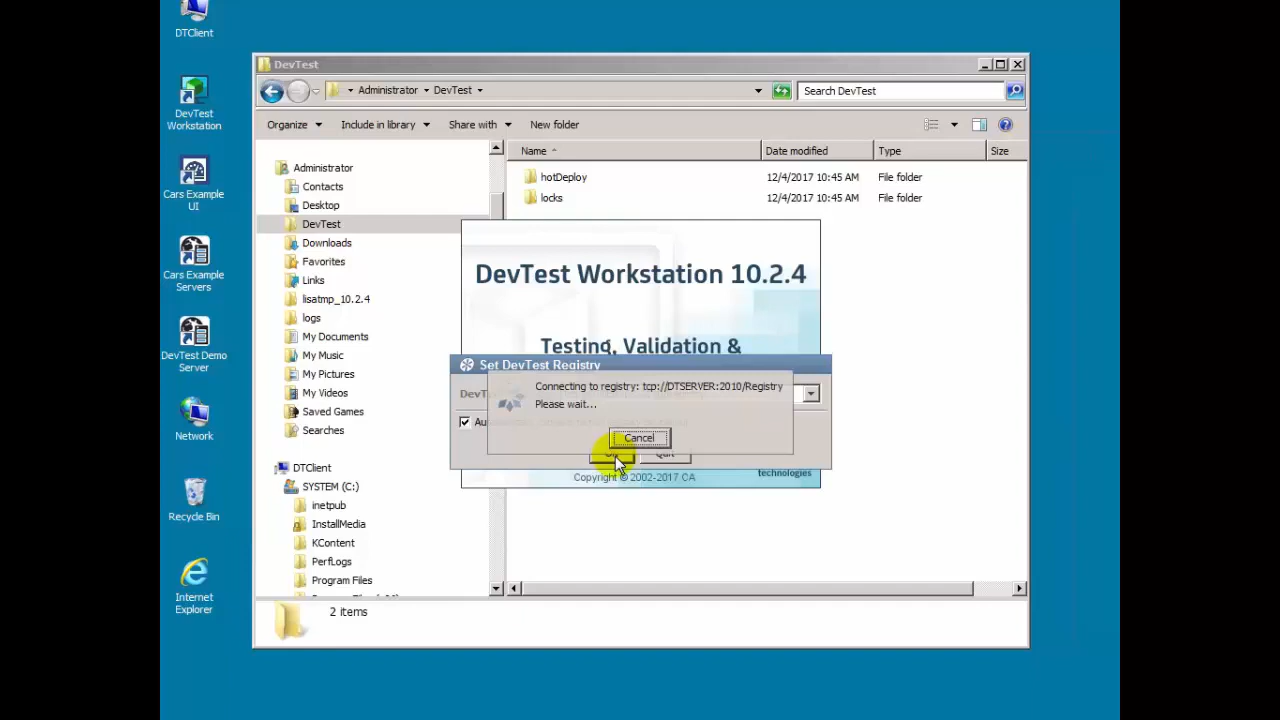 DTClient
DevTest
Workstation
Cars Example
UI
Cars Example
Servers
DevTest Demo
Server
Network
Recycle Bin
Internet
Explorer
DevTest
Administrator
DevTest
Search DevTest
Organize
Include in library
Share with
New folder
Name
Date modified
Type
Size
Administrator
Contacts
Desktop
DevTest
Downloads
Favorites
Links
lisatmp_10.2.4
logs
My Documents
My Music
My Pictures
My Videos
Saved Games
Searches
DTClient
SYSTEM (C:)
inetpub
InstallMedia
KContent
PerfLogs
Program Files
hotDeploy 12/4/2017 10:45 AM File folder
locks 12/4/2017 10:45 AM File folder
DevTest Workstation 10.2.4
Testing, Validation &
Set DevTest Registry
Connecting to registry: tcp://DTSERVER:2010/Registry
Please wait...
Cancel
Quit
Copyright © 2002-2017 CA
technologies
2 items